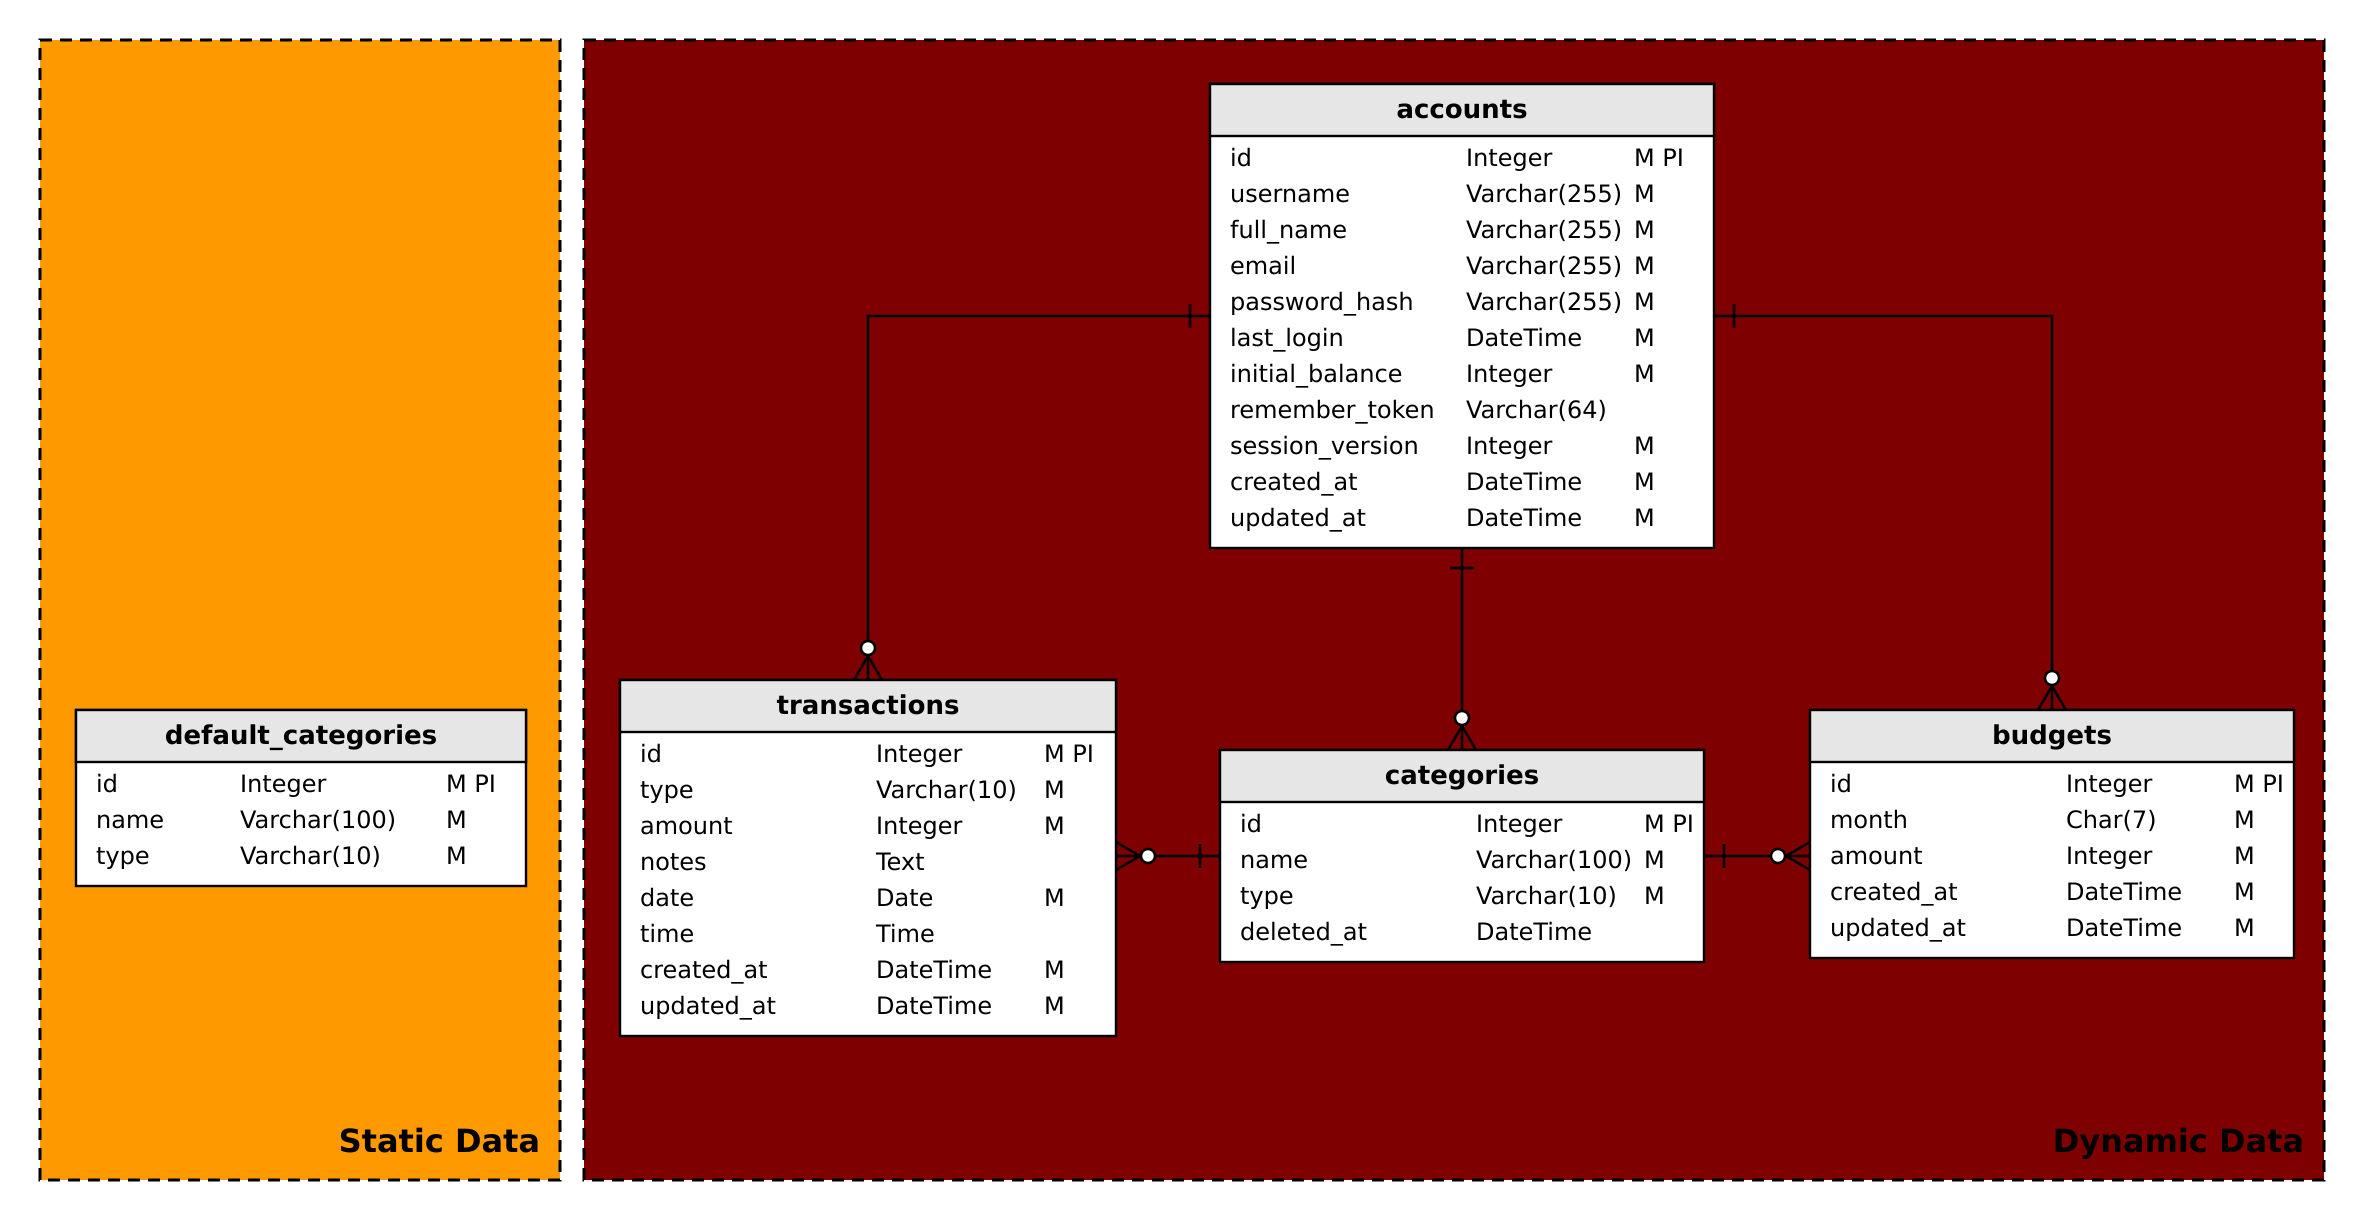 default_categories
id Integer M PI
name Varchar(100) M
type Varchar(10) M
Static Data
accounts
id Integer M PI
username Varchar(255) M
full_name Varchar(255) M
email Varchar(255) M
password_hash Varchar(255) M
last_login DateTime M
initial_balance Integer M
remember_token Varchar(64)
session_version Integer M
created_at DateTime M
updated_at DateTime M
transactions
id Integer M PI
type Varchar(10) M
amount Integer M
notes Text
date Date M
time Time
created_at DateTime M
updated_at DateTime M
categories
id Integer M PI
name Varchar(100) M
type Varchar(10) M
deleted_at DateTime
budgets
id Integer M PI
month Char(7) M
amount Integer M
created_at DateTime M
updated_at DateTime M
Dynamic Data